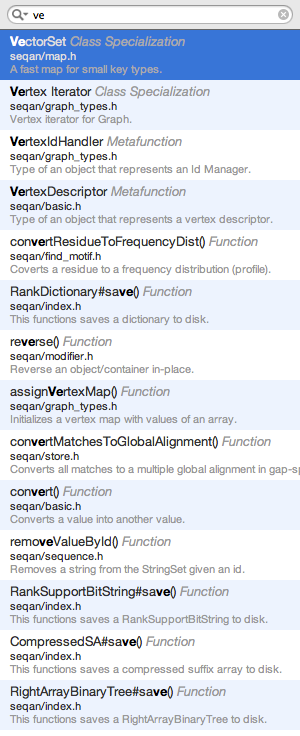 ve
VectorSet Class Specialization
seqan/map.h
A fast map for small key types.
Vertex Iterator Class Specialization
seqan/graph_types.h
Vertex iterator for Graph.
VertexIdHandler Metafunction
seqan/graph_types.h
Type of an object that represents an Id Manager.
VertexDescriptor Metafunction
seqan/basic.h
Type of an object that represents a vertex descriptor.
convertResidueToFrequencyDist() Function
seqan/find_motif.h
Coverts a residue to a frequency distribution (profile).
RankDictionary#save() Function
seqan/index.h
This functions saves a dictionary to disk.
reverse() Function
seqan/modifier.h
Reverse an object/container in-place.
assignVertexMap() Function
seqan/graph_types.h
Initializes a vertex map with values of an array.
convertMatchesToGlobalAlignment() Function
seqan/store.h
Converts all matches to a multiple global alignment in gap-sp
convert() Function
seqan/basic.h
Converts a value into another value.
removeValueById() Function
seqan/sequence.h
Removes a string from the StringSet given an id.
RankSupportBitString#save() Function
seqan/index.h
This functions saves a RankSupportBitString to disk.
CompressedSA#save() Function
seqan/index.h
This functions saves a compressed suffix array to disk.
RightArrayBinaryTree#save() Function
seqan/index.h
This functions saves a RightArrayBinaryTree to disk.